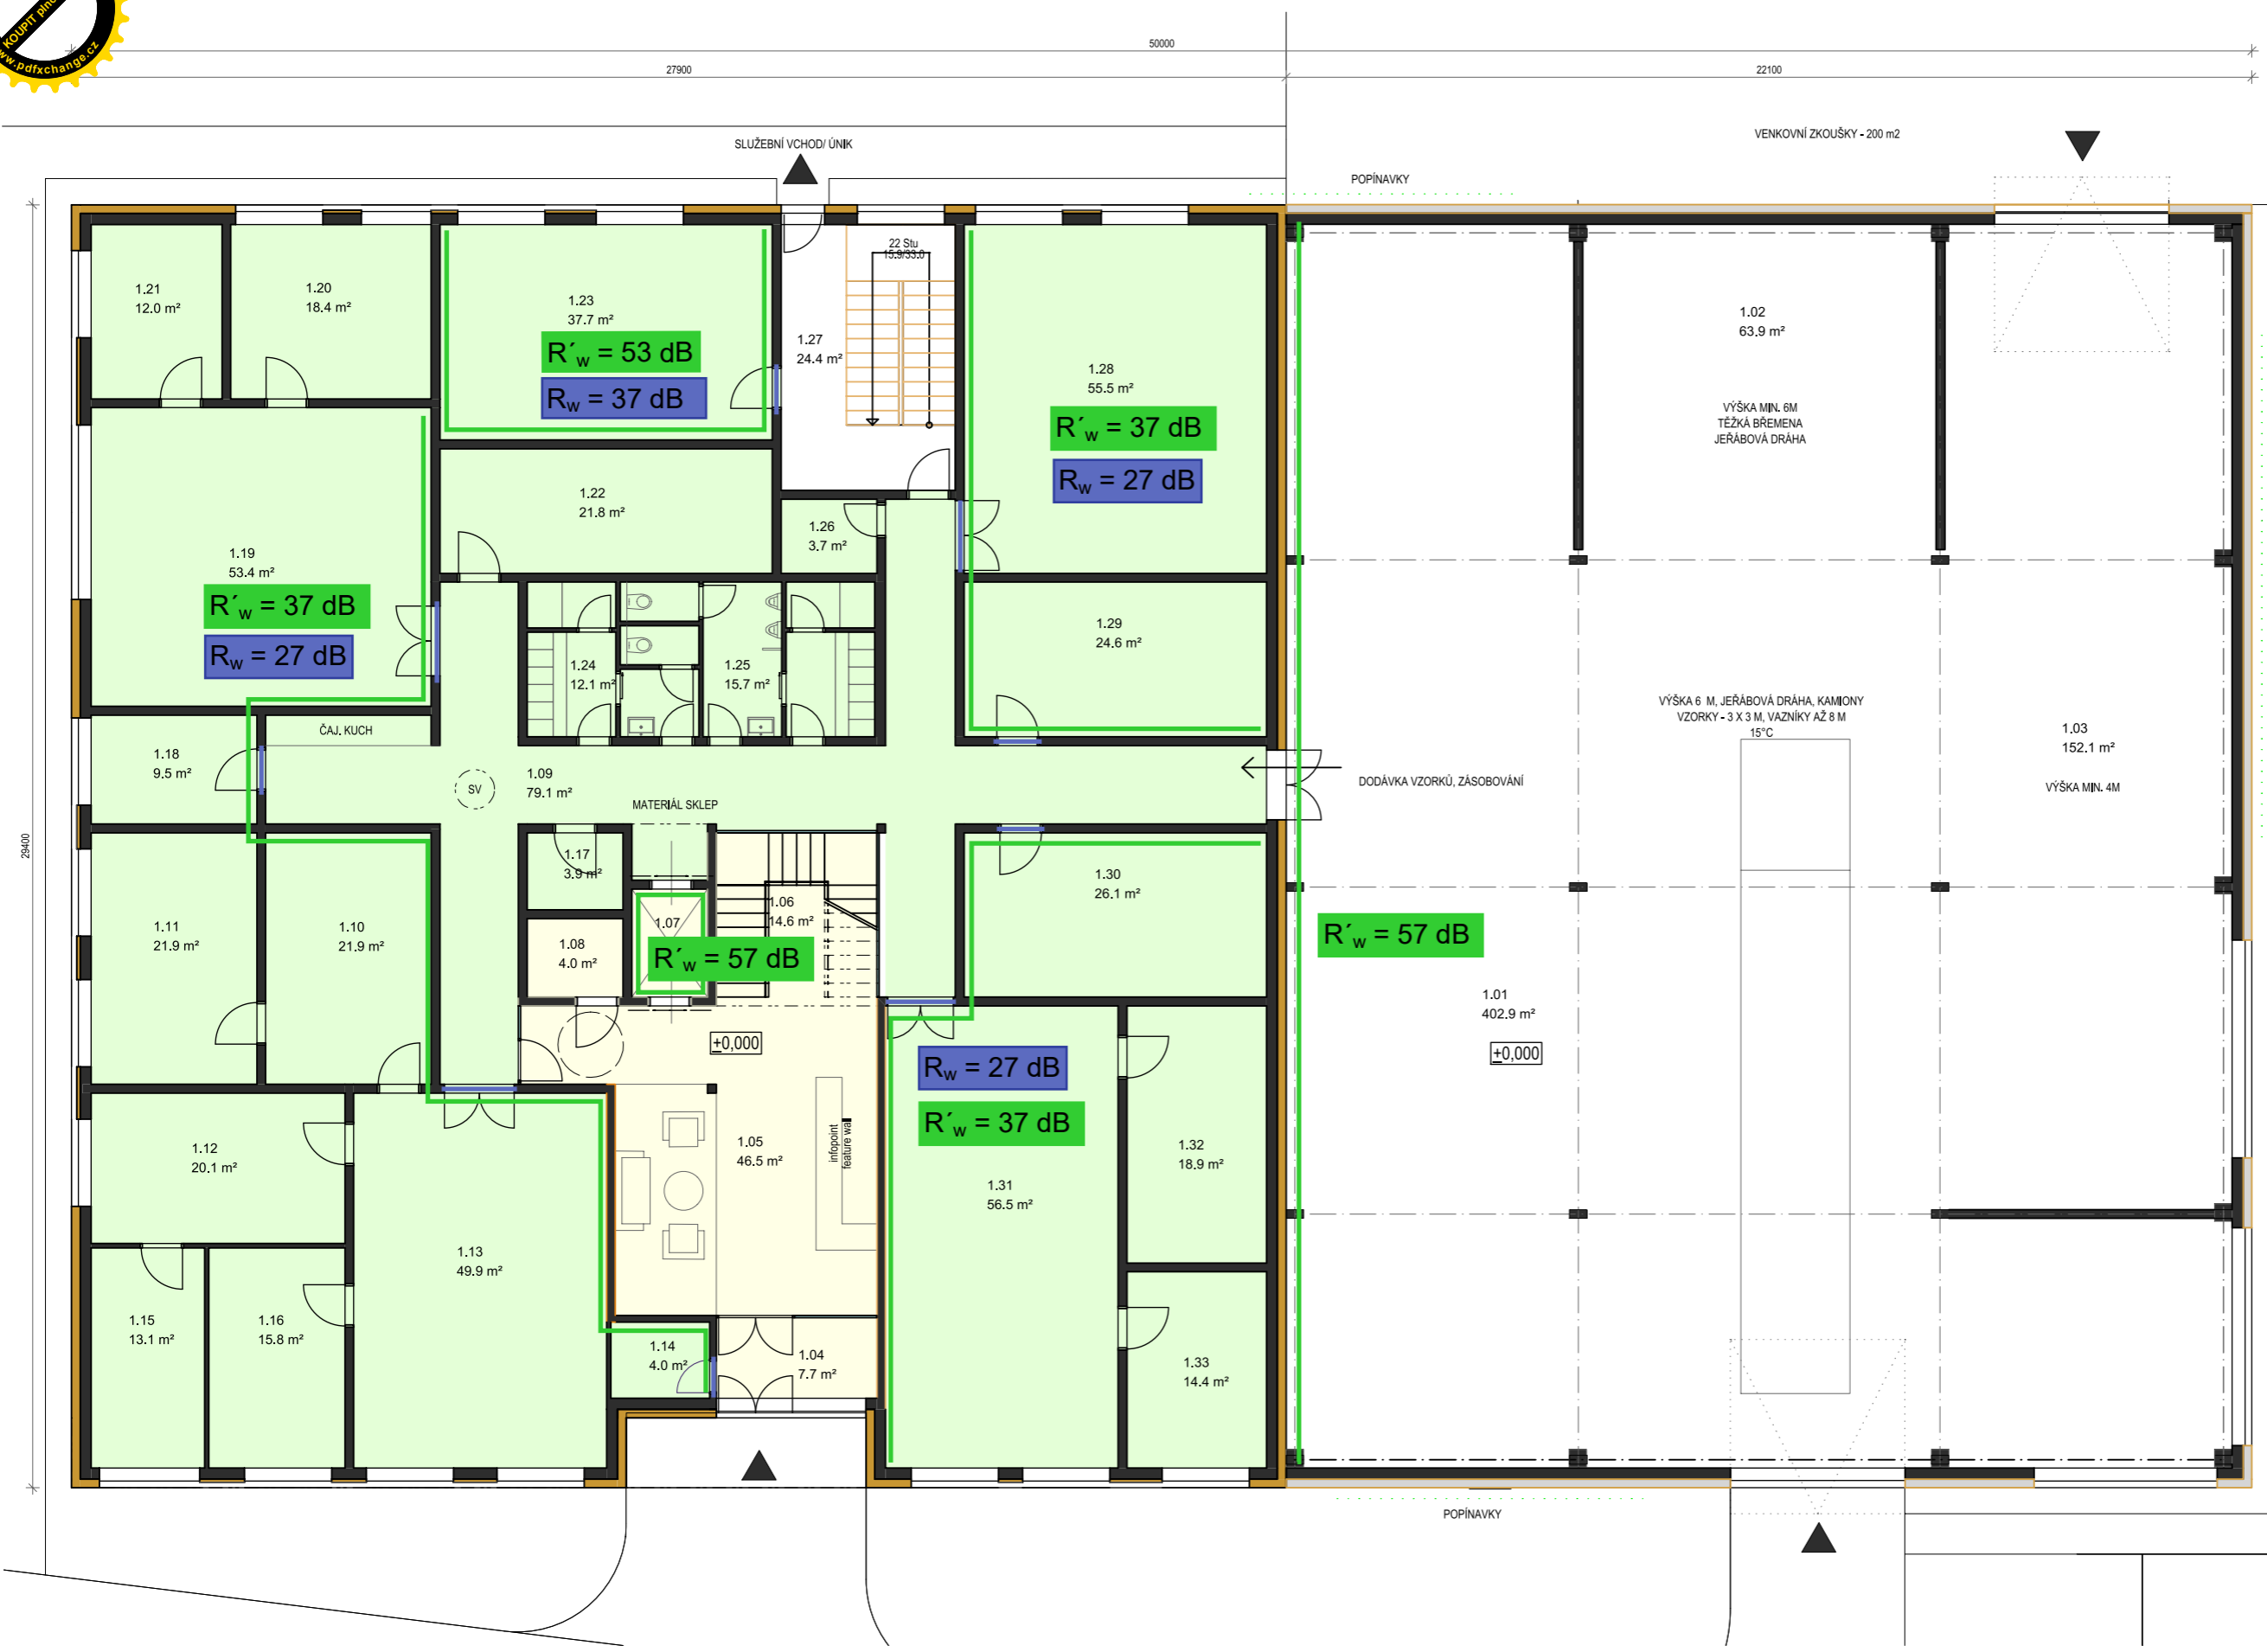 KOUPIT plno
www.pdfxchange.cz
50000
27900
22100
SLUŽEBNÍ VCHOD/ ÚNIK
VENKOVNÍ ZKOUŠKY - 200 m2
POPÍNAVKY
22 Stu
15.9/33.0
1.21
12.0 m²
1.20
18.4 m²
1.23
37.7 m²
R´w = 53 dB
Rw = 37 dB
1.27
24.4 m²
1.28
55.5 m²
R´w = 37 dB
Rw = 27 dB
1.02
63.9 m²
VÝŠKA MIN. 6M
TĚŽKÁ BŘEMENA
JEŘÁBOVÁ DRÁHA
1.22
21.8 m²
1.26
3.7 m²
1.19
53.4 m²
R´w = 37 dB
Rw = 27 dB
1.24
12.1 m²
1.25
15.7 m²
1.29
24.6 m²
VÝŠKA 6 M, JEŘÁBOVÁ DRÁHA, KAMIONY
VZORKY - 3 X 3 M, VAZNÍKY AŽ 8 M
15°C
1.03
152.1 m²
VÝŠKA MIN. 4M
ČAJ. KUCH
1.18
9.5 m²
SV
1.09
79.1 m²
MATERIÁL SKLEP
DODÁVKA VZORKŮ, ZÁSOBOVÁNÍ
29400
1.17
3.9 m²
1.30
26.1 m²
1.11
21.9 m²
1.10
21.9 m²
1.08
4.0 m²
1.07
1.06
14.6 m²
R´w = 57 dB
R´w = 57 dB
1.01
402.9 m²
±0,000
±0,000
Rw = 27 dB
R´w = 37 dB
1.12
20.1 m²
1.05
46.5 m²
infopoint
feature wall
1.31
56.5 m²
1.32
18.9 m²
1.13
49.9 m²
1.15
13.1 m²
1.16
15.8 m²
1.14
4.0 m²
1.04
7.7 m²
1.33
14.4 m²
POPÍNAVKY